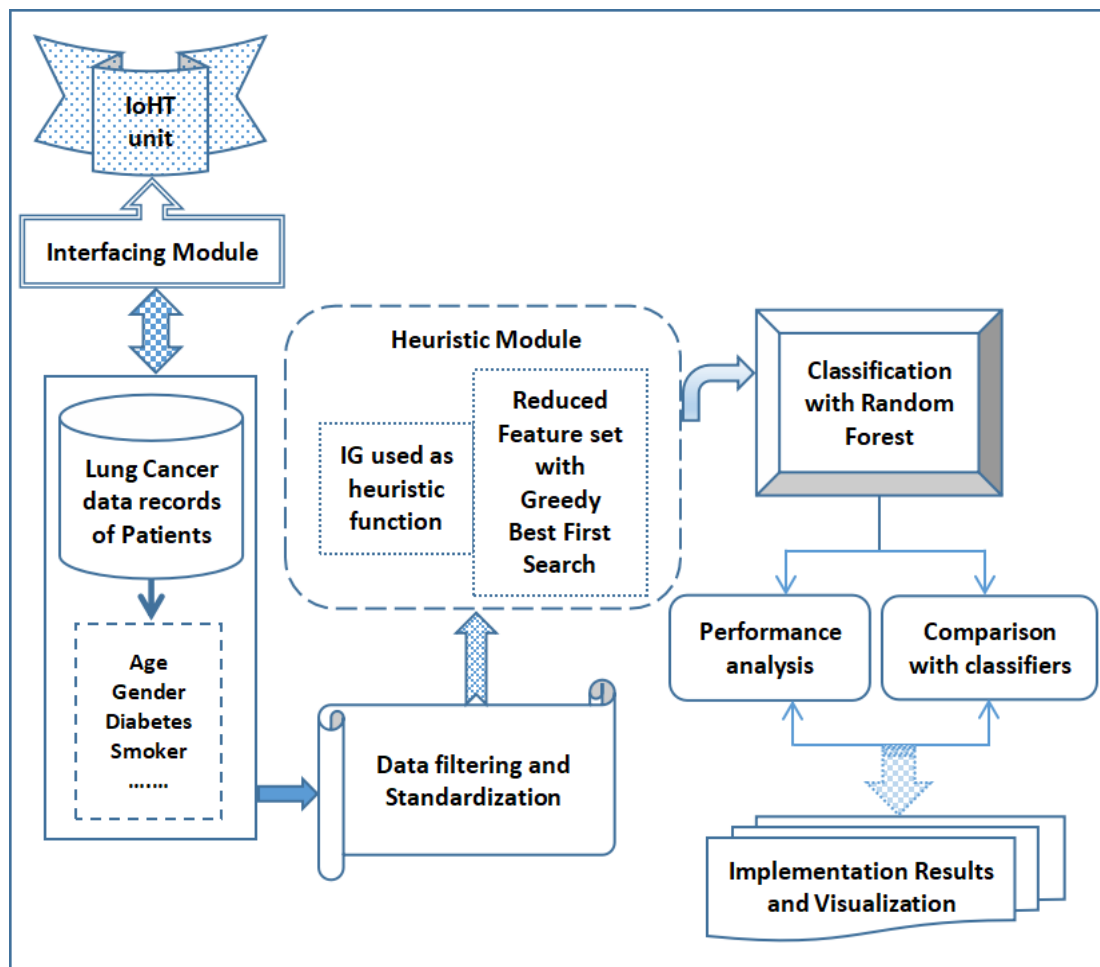 IoHT
unit
Interfacing Module
Lung Cancer
data records
of Patients
Age
Gender
Diabetes
Smoker
.......
Data filtering and
Standardization
Heuristic Module
IG used as
heuristic
function
Reduced
Feature set
with
Greedy
Best First
Search
Classification
with Random
Forest
Performance
analysis
Comparison
with classifiers
Implementation Results
and Visualization